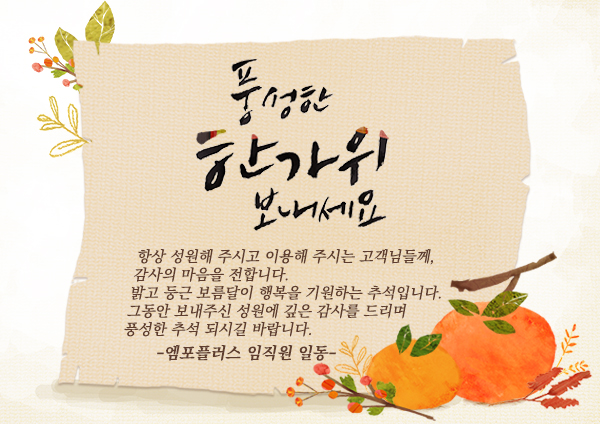 풍성한
한가위
보내세요
항상 성원해 주시고 이용해 주시는 고객님들께,
감사의 마음을 전합니다.
밝고 둥근 보름달이 행복을 기원하는 추석입니다.
그동안 보내주신 성원에 깊은 감사를 드리며
풍성한 추석 되시길 바랍니다.
-엠포플러스 임직원 일동-